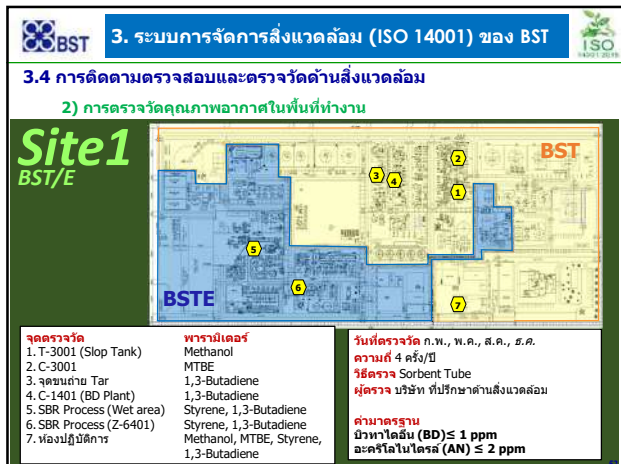 BST
3. ระบบการจัดการสิ่งแวดล้อม (ISO 14001) ของ BST
ISO
14001:2015
3.4 การติดตามตรวจสอบและตรวจวัดด้านสิ่งแวดล้อม
2) การตรวจวัดคุณภาพอากาศในพื้นที่ทำงาน
Site1
BST/E
BST
BSTE
1
2
3
4
5
6
7
จุดตรวจวัด พารามิเตอร์
1. T-3001 (Slop Tank) Methanol
2. C-3001 MTBE
3. จุดขนถ่าย Tar 1,3-Butadiene
4. C-1401 (BD Plant) 1,3-Butadiene
5. SBR Process (Wet area) Styrene, 1,3-Butadiene
6. SBR Process (Z-6401) Styrene, 1,3-Butadiene
7. ห้องปฏิบัติการ Methanol, MTBE, Styrene,
1,3-Butadiene
วันที่ตรวจวัด ก.พ., พ.ค., ส.ค., ธ.ค.
ความถี่ 4 ครั้ง/ปี
วิธีตรวจ Sorbent Tube
ผู้ตรวจ บริษัท ที่ปรึกษาด้านสิ่งแวดล้อม
ค่ามาตรฐาน
บิวทาไดอีน (BD)≤ 1 ppm
อะคริโลไนไตรล์ (AN) ≤ 2 ppm